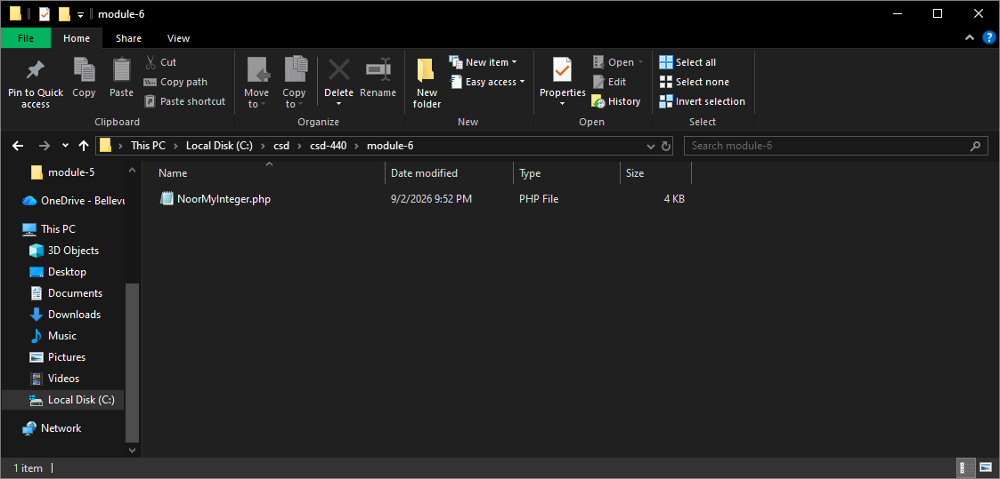 module-6
File Home Share View
Pin to Quick access
Copy
Paste
Cut
Copy path
Paste shortcut
Clipboard
Move to
Copy to
Delete
Rename
Organize
New folder
New item
Easy access
New
Properties
Open
Edit
History
Open
Select all
Select none
Invert selection
Select
This PC > Local Disk (C:) > csd > csd-440 > module-6
Search module-6
module-5
OneDrive - Bellevu
This PC
3D Objects
Desktop
Documents
Downloads
Music
Pictures
Videos
Local Disk (C:)
Network
Name Date modified Type Size
NoorMyInteger.php 9/2/2026 9:52 PM PHP File 4 KB
1 item